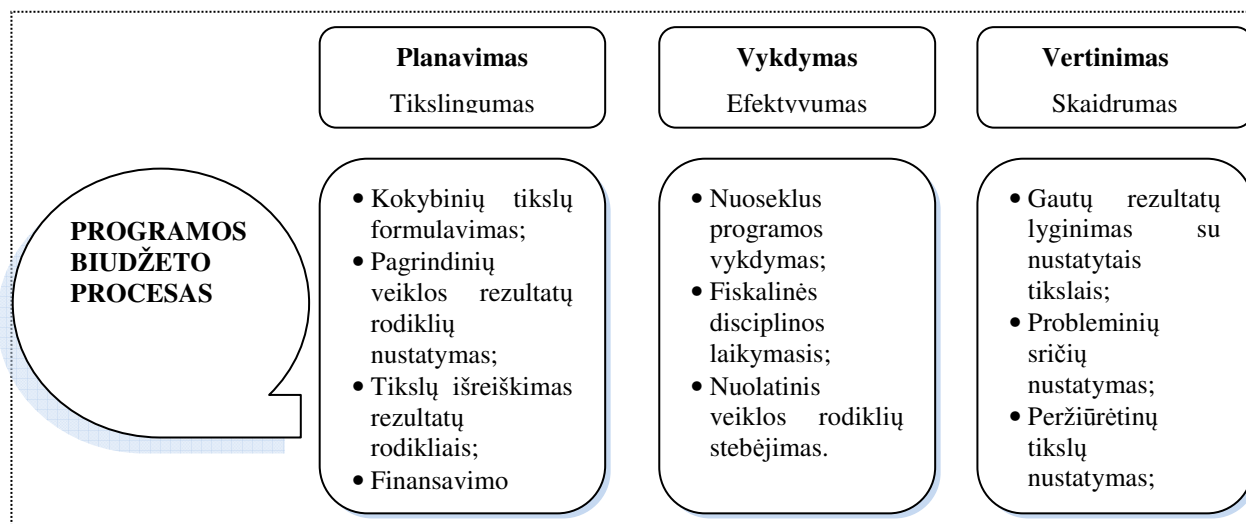 Planavimas
Tikslingumas
Vykdymas
Efektyvumas
Vertinimas
Skaidrumas
PROGRAMOS
BIUDŽETO
PROCESAS
• Kokybinių tikslų
formulavimas;
• Pagrindinių
veiklos rezultatų
rodiklių
nustatymas;
• Tikslų išreiškimas
rezultatų
rodikliais;
• Finansavimo
• Nuoseklus
programos
vykdymas;
• Fiskalinės
disciplinos
laikymasis;
• Nuolatinis
veiklos rodiklių
stebėjimas.
• Gautų rezultatų
lyginimas su
nustatytais
tikslais;
• Probleminių
sričių
nustatymas;
• Peržiūrėtinų
tikslų
nustatymas;